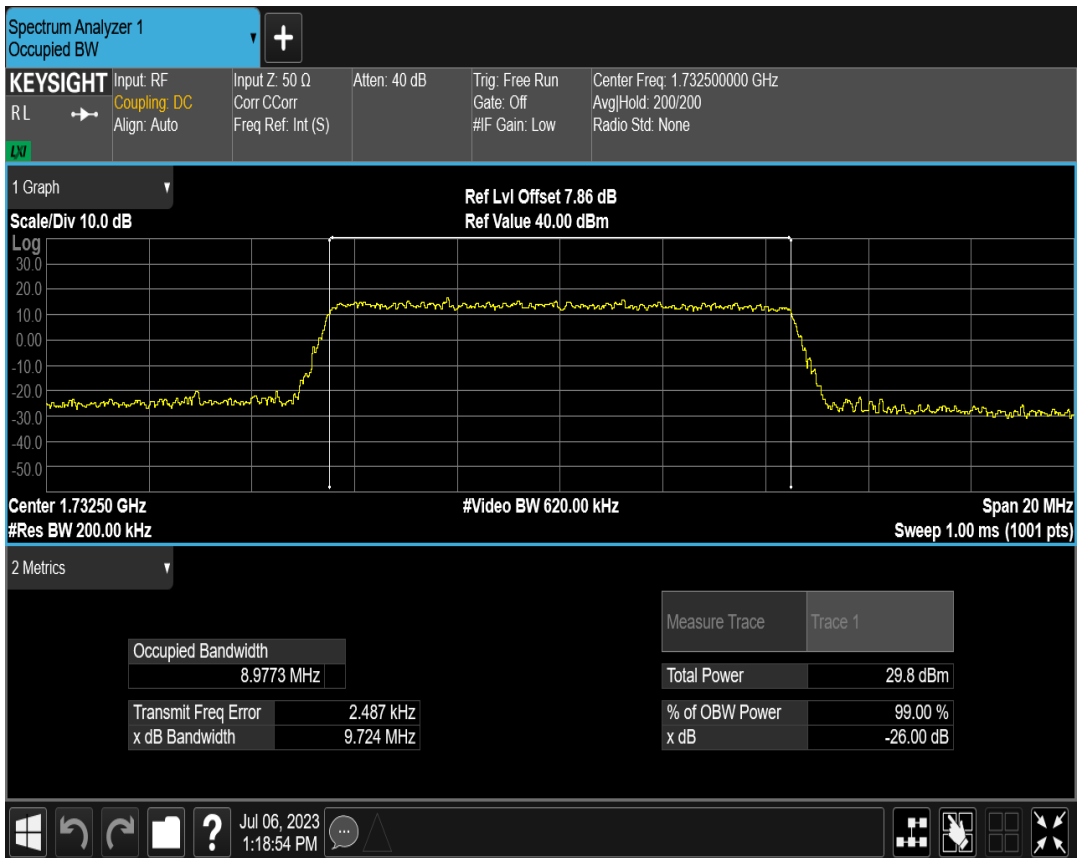 Spectrum Analyzer 1
Occupied BW
KEYSIGHT
RL
LXI
Input: RF
Coupling: DC
Align: Auto
Input Z: 50 Ω
Corr CCorr
Freq Ref: Int (S)
Atten: 40 dB
Trig: Free Run
Gate: Off
#IF Gain: Low
Center Freq: 1.732500000 GHz
Avg|Hold: 200/200
Radio Std: None
1 Graph
Scale/Div 10.0 dB
Ref Lvl Offset 7.86 dB
Ref Value 40.00 dBm
Log
30.0
20.0
10.0
0.00
-10.0
-20.0
-30.0
-40.0
-50.0
Center 1.73250 GHz
#Video BW 620.00 kHz
Span 20 MHz
#Res BW 200.00 kHz
Sweep 1.00 ms (1001 pts)
2 Metrics
Measure Trace Trace 1
Occupied Bandwidth
8.9773 MHz
Total Power 29.8 dBm
Transmit Freq Error 2.487 kHz
% of OBW Power 99.00 %
x dB Bandwidth 9.724 MHz
x dB -26.00 dB
?
Jul 06, 2023
1:18:54 PM